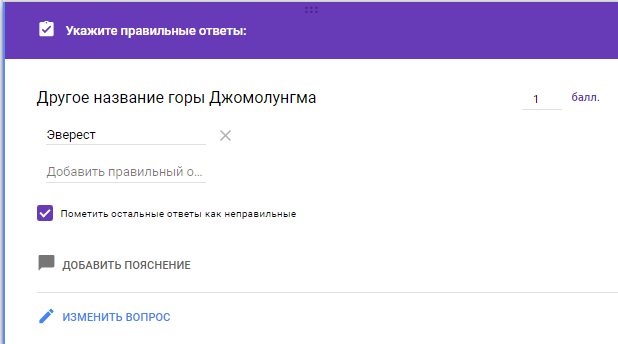 Укажите правильные ответы:
Другое название горы Джомолунгма
1 балл.
Эверест
Добавить правильный о...
Пометить остальные ответы как неправильные
ДОБАВИТЬ ПОЯСНЕНИЕ
ИЗМЕНИТЬ ВОПРОС